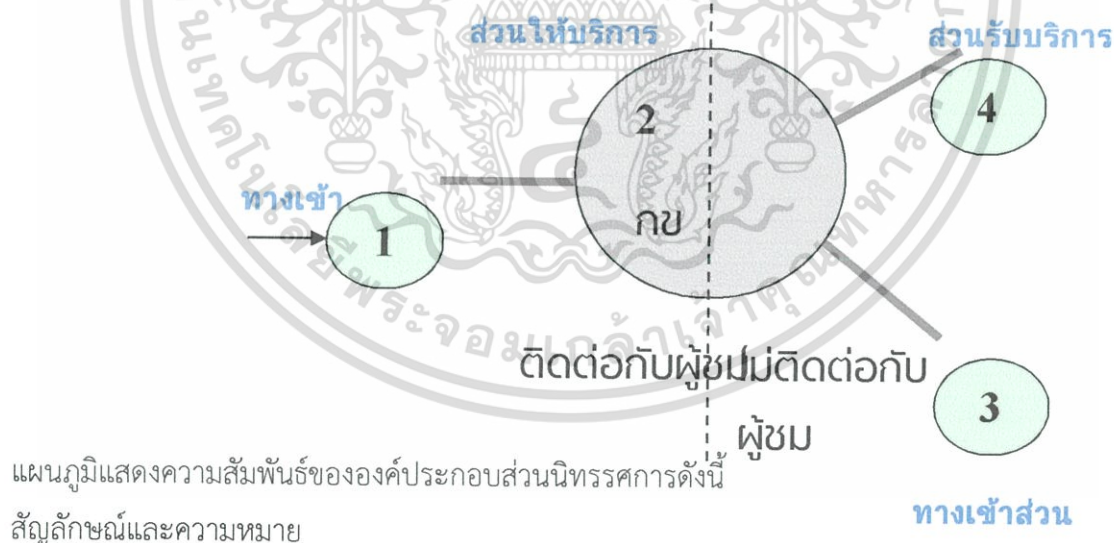 ส่วนให้บริการ
ส่วนรับบริการ
2
4
ทางเข้า
กข
1
ติดต่อกับผู้ชม
ไม่ติดต่อกับ
ผู้ชม
3
แผนภูมิแสดงความสัมพันธ์ขององค์ประกอบส่วนนิทรรศการดังนี้
ทางเข้าส่วน
สัญลักษณ์และความหมาย